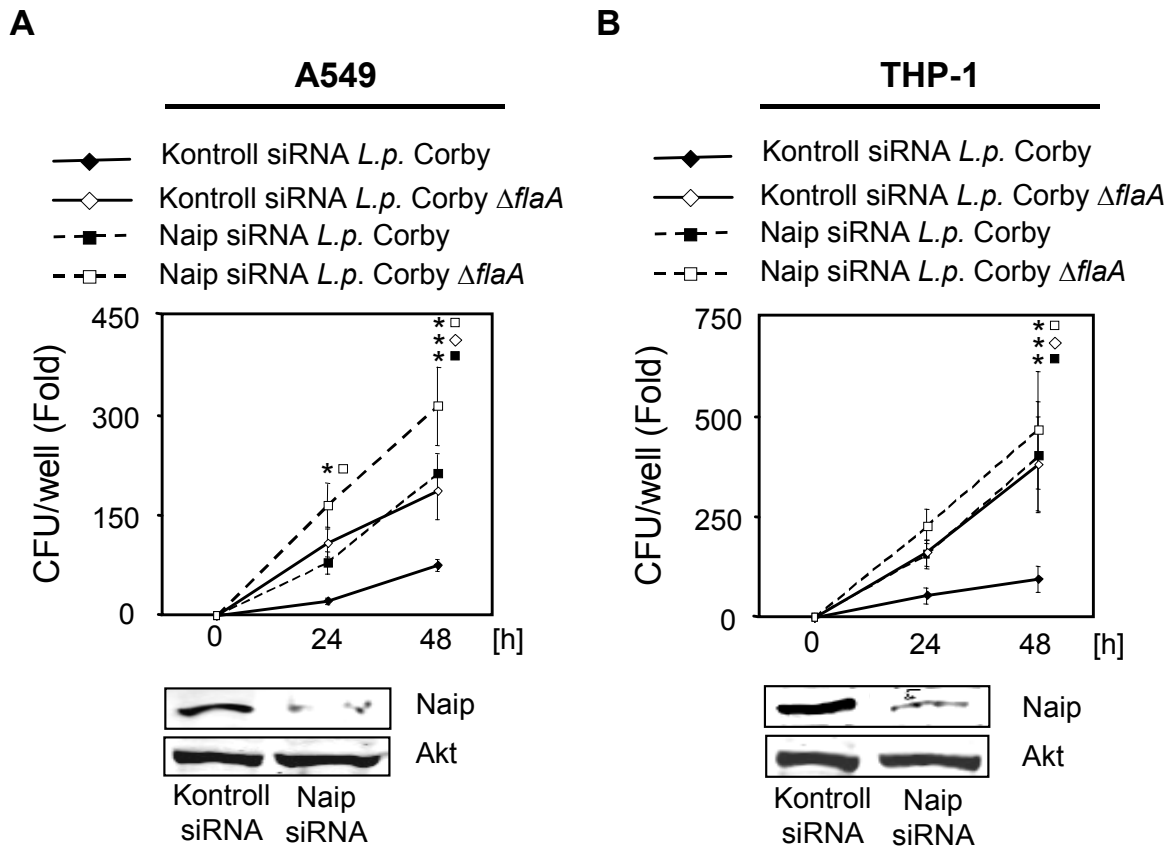 A
A549
Kontroll siRNA L.p. Corby
Kontroll siRNA L.p. Corby ΔflaA
Naip siRNA L.p. Corby
Naip siRNA L.p. Corby ΔflaA
CFU/well (Fold)
450
300
150
0
*
*
*
*
0 24 48 [h]
Naip
Akt
Kontroll siRNA
Naip siRNA
B
THP-1
Kontroll siRNA L.p. Corby
Kontroll siRNA L.p. Corby ΔflaA
Naip siRNA L.p. Corby
Naip siRNA L.p. Corby ΔflaA
CFU/well (Fold)
750
500
250
0
*
*
*
0 24 48 [h]
Naip
Akt
Kontroll siRNA
Naip siRNA